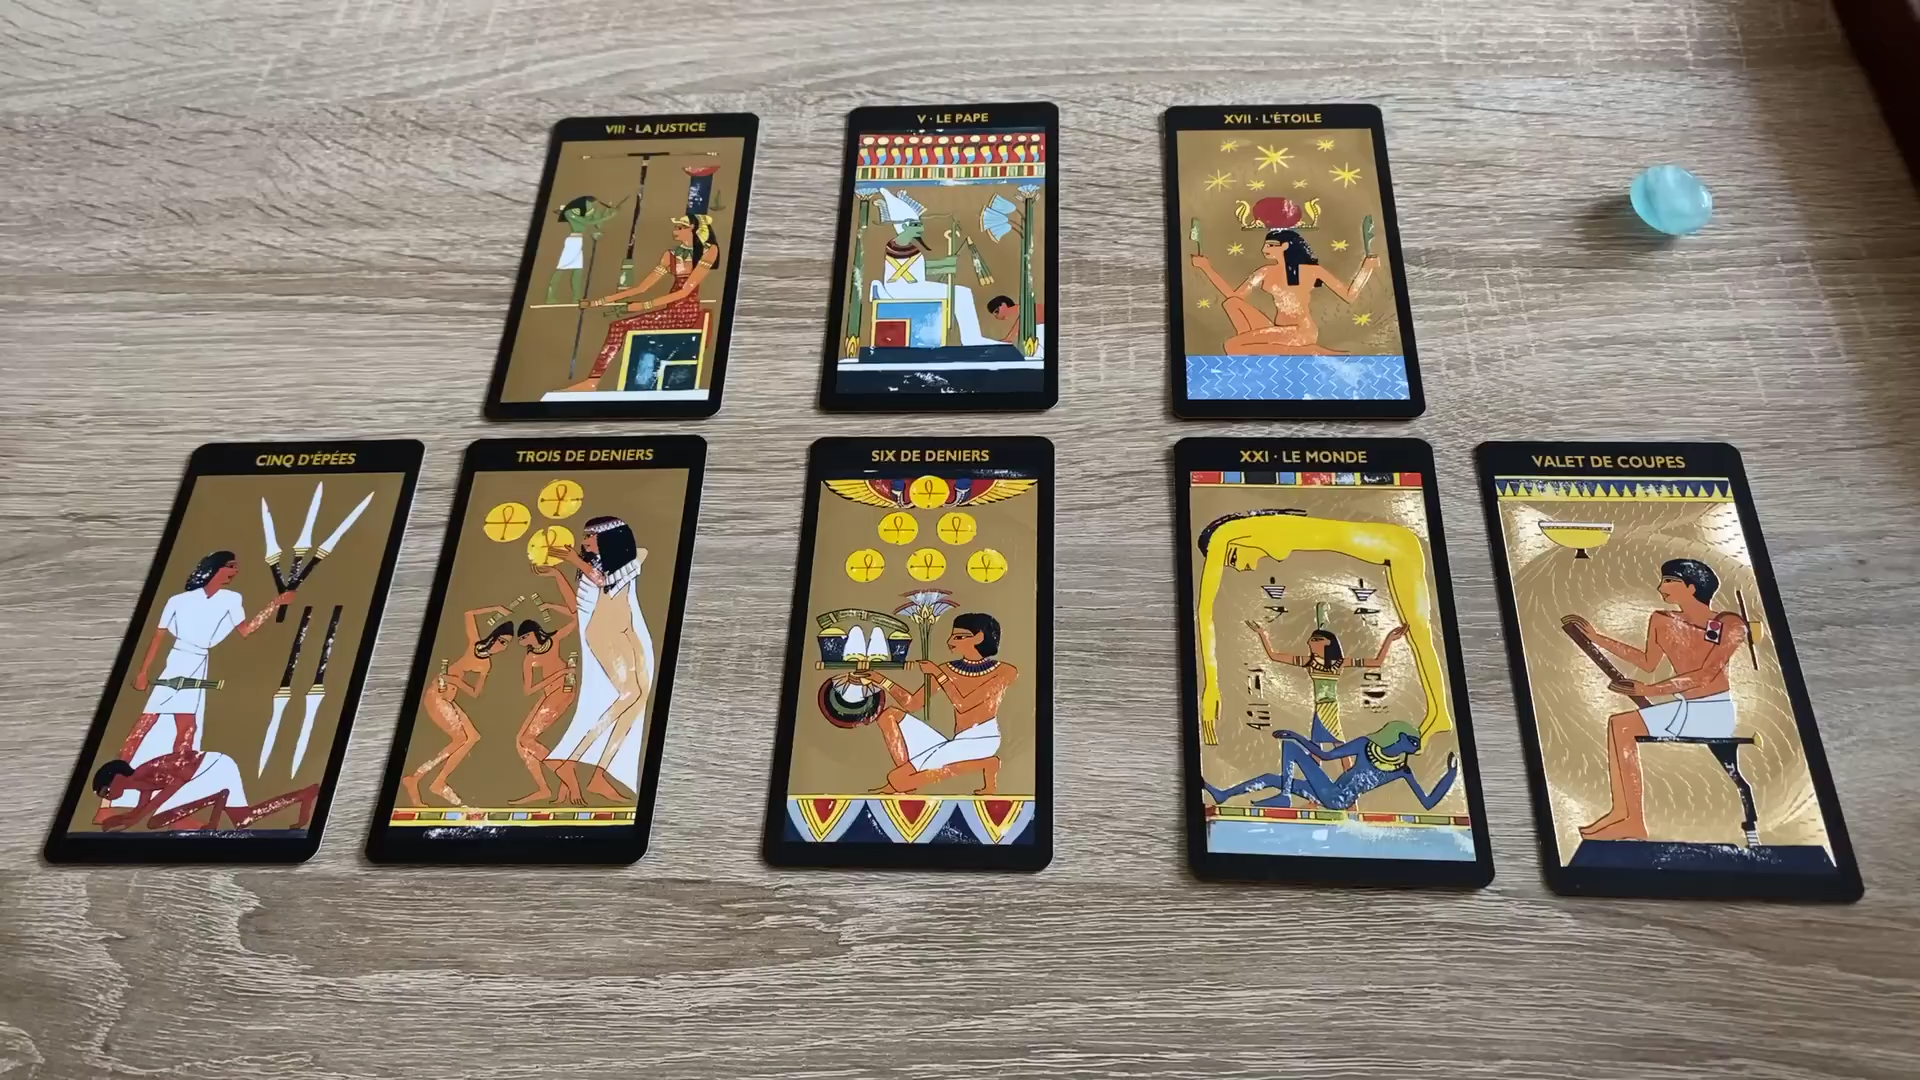 VIII · LA JUSTICE
V · LE PAPE
XVII · L'ÉTOILE
CINQ D'ÉPÉES
TROIS DE DENIERS
SIX DE DENIERS
XXI · LE MONDE
VALET DE COUPES